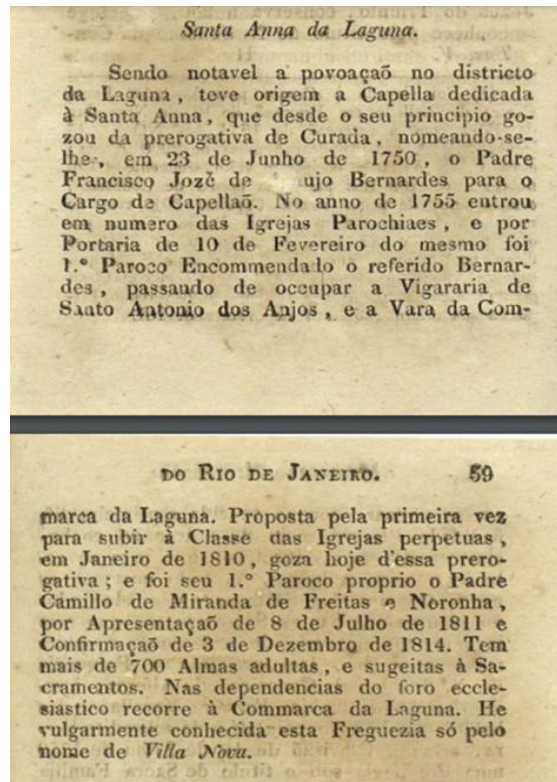 Santa Anna da Laguna.
Sendo notavel a povoaçaõ no districto
da Laguna, teve origem a Capella dedicada
à Santa Anna, que desde o seu principio go-
zou da prerogativa de Curada, nomeando-se-
lhe, em 23 de Junho de 1750, o Padre
Francisco Jozè de ujo Bernardes para o
Cargo de Capellaõ. No anno de 1755 entrou
em numero das Igrejas Parochiaes, e por
Portaria de 10 de Fevereiro do mesmo foi
1.º Paroco Encommendado o referido Bernar-
des, passando de occupar a Vigararia de
Santo Antonio dos Anjos, e a Vara da Com-
DO RIO DE JANEIRO. 59
marca da Laguna. Proposta pela primeira vez
para subir à Classe das Igrejas perpetuas,
em Janeiro de 1810, goza hoje d'essa prero-
gativa; e foi seu 1.º Paroco proprio o Padre
Camillo de Miranda de Freitas e Noronha,
por Apresentaçaõ de 8 de Julho de 1811 e
Confirmaçaõ de 3 de Dezembro de 1814. Tem
mais de 700 Almas adultas, e sugeitas à Sa-
cramentos. Nas dependencias do foro eccle-
siastico recorre à Commarca da Laguna. He
vulgarmente conhecida esta Freguezia só pelo
nome de Villa Nova.